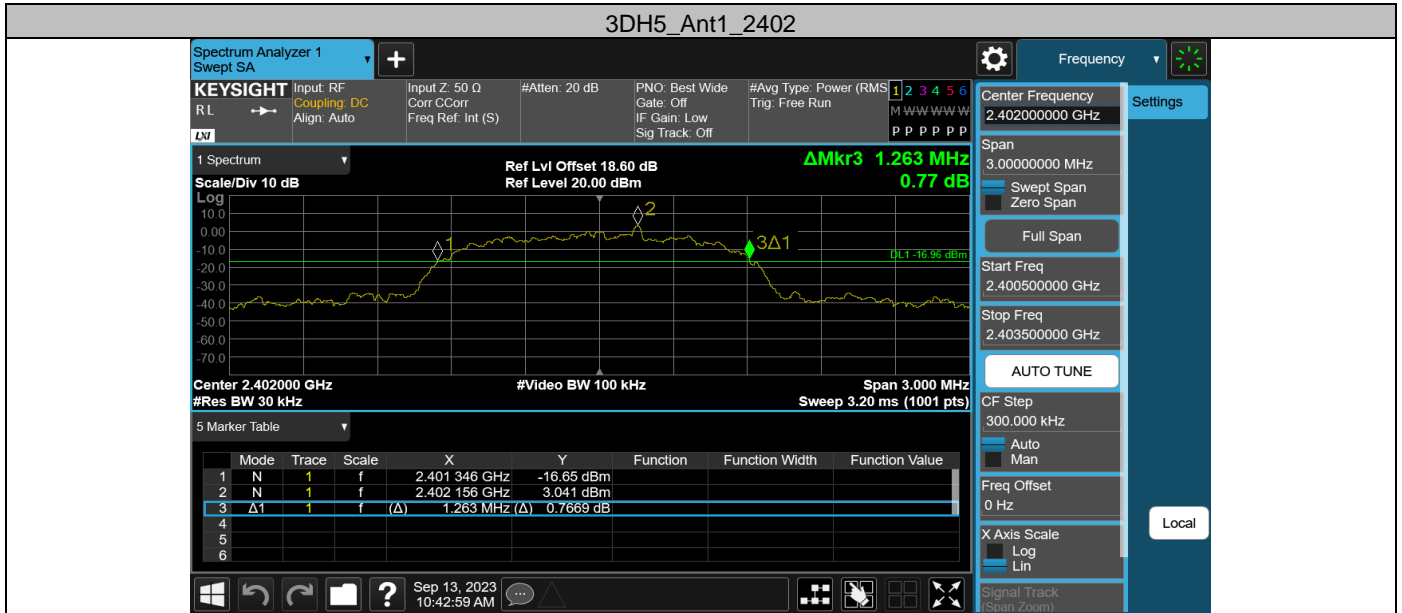 3DH5_Ant1_2402
Spectrum Analyzer 1
Swept SA
+
Frequency
KEYSIGHT
RL
LXI
Input: RF
Coupling: DC
Align: Auto
Input Z: 50 Ω
Corr CCorr
Freq Ref: Int (S)
#Atten: 20 dB
PNO: Best Wide
Gate: Off
IF Gain: Low
Sig Track: Off
#Avg Type: Power (RMS
Trig: Free Run
1 2 3 4 5 6
M W W W W W
P P P P P P
1 Spectrum
Scale/Div 10 dB
Ref Lvl Offset 18.60 dB
Ref Level 20.00 dBm
ΔMkr3 1.263 MHz
0.77 dB
Log
10.0
0.00
-10.0
-20.0
-30.0
-40.0
-50.0
-60.0
-70.0
1
2
3Δ1
DL1 -16.96 dBm
Center 2.402000 GHz
#Video BW 100 kHz
Span 3.000 MHz
#Res BW 30 kHz
Sweep 3.20 ms (1001 pts)
5 Marker Table
Mode Trace Scale X Y Function Function Width Function Value
1 N 1 f 2.401 346 GHz -16.65 dBm
2 N 1 f 2.402 156 GHz 3.041 dBm
3 Δ1 1 f (Δ) 1.263 MHz (Δ) 0.7669 dB
4
5
6
?
Sep 13, 2023
10:42:59 AM
Center Frequency
2.402000000 GHz
Settings
Span
3.00000000 MHz
Swept Span
Zero Span
Full Span
Start Freq
2.400500000 GHz
Stop Freq
2.403500000 GHz
AUTO TUNE
CF Step
300.000 kHz
Auto
Man
Freq Offset
0 Hz
Local
X Axis Scale
Log
Lin
Signal Track
(Span Zoom)